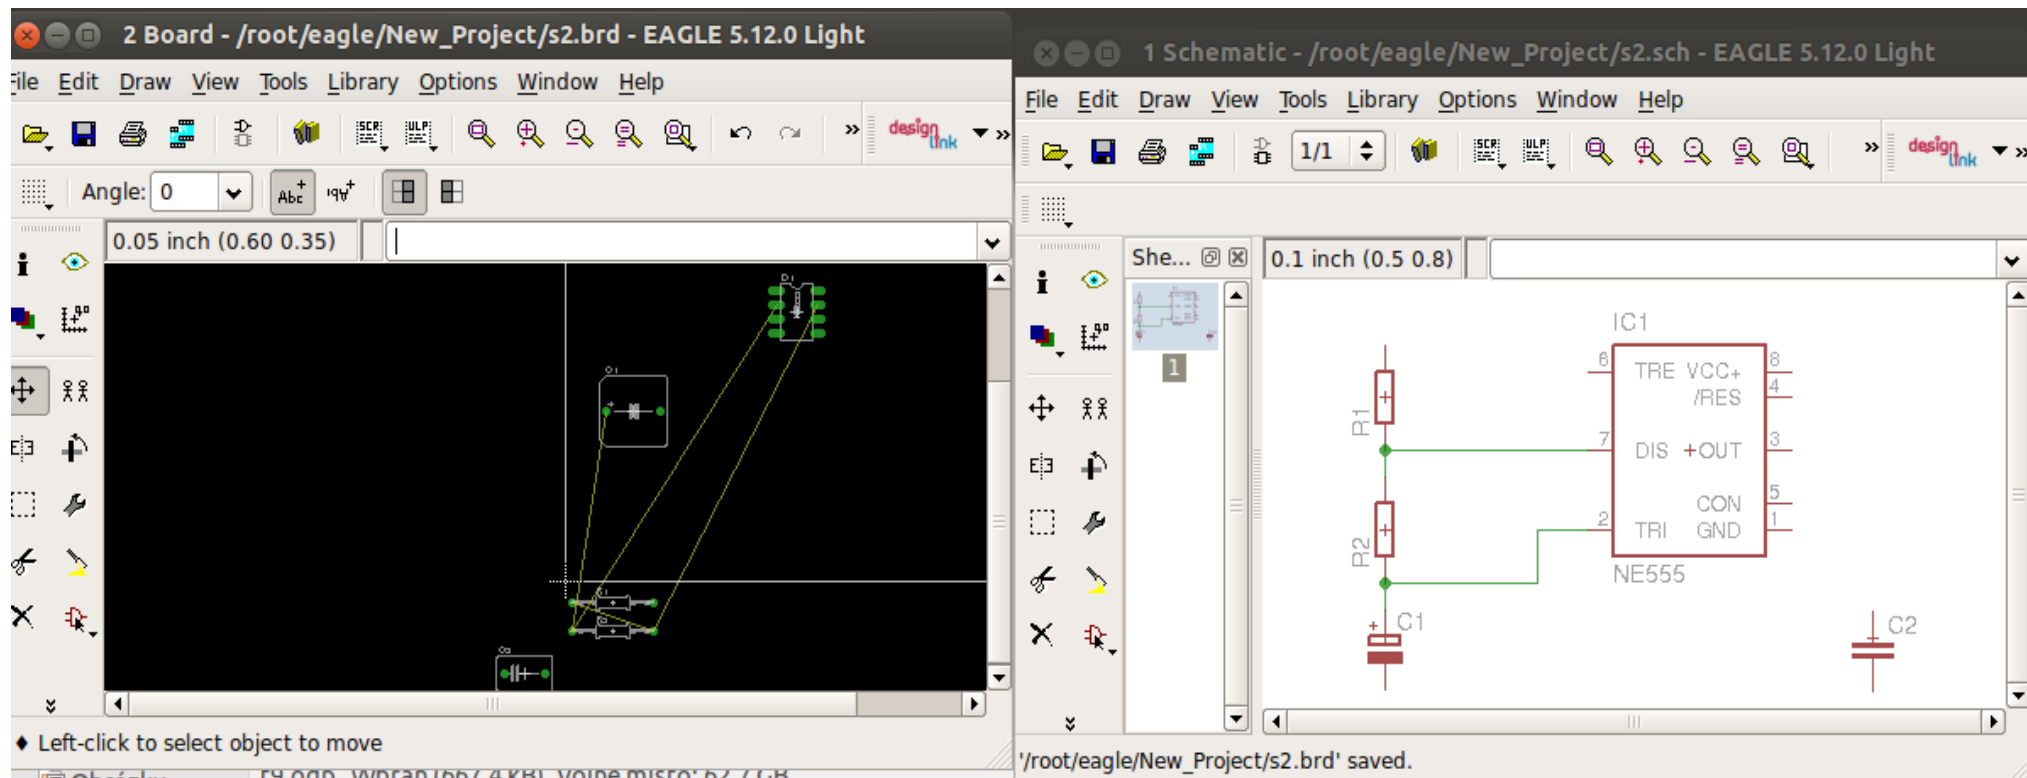 2 Board - /root/eagle/New_Project/s2.brd - EAGLE 5.12.0 Light
File Edit Draw View Tools Library Options Window Help
SCR ULP design link
Angle: 0 Abc
0.05 inch (0.60 0.35)
Left-click to select object to move
1 Schematic - /root/eagle/New_Project/s2.sch - EAGLE 5.12.0 Light
File Edit Draw View Tools Library Options Window Help
1/1 SCR ULP design link
She... 0.1 inch (0.5 0.8)
1
IC1
6 TRE VCC+ 8
/RES 4
R1
7 DIS +OUT 3
CON 5
2 TRI GND 1
R2
NE555
C1
C2
'/root/eagle/New_Project/s2.brd' saved.